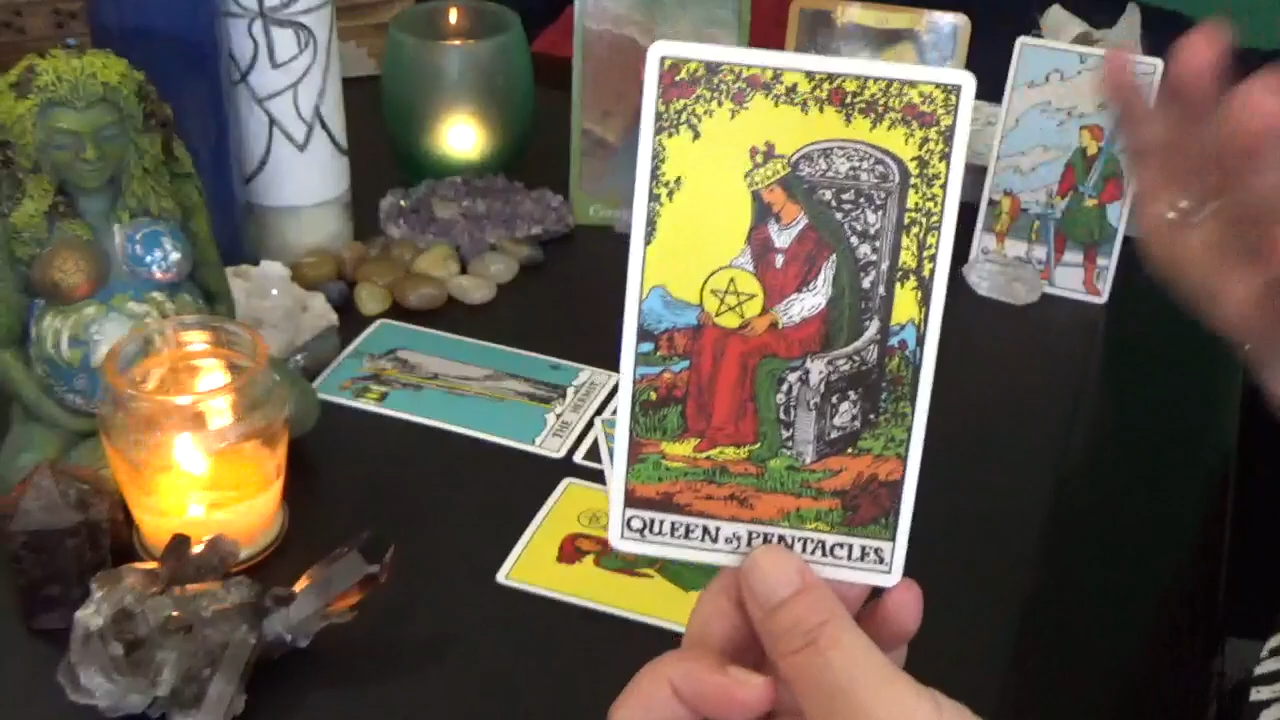 QUEEN of PENTACLES.
THE HERMIT.